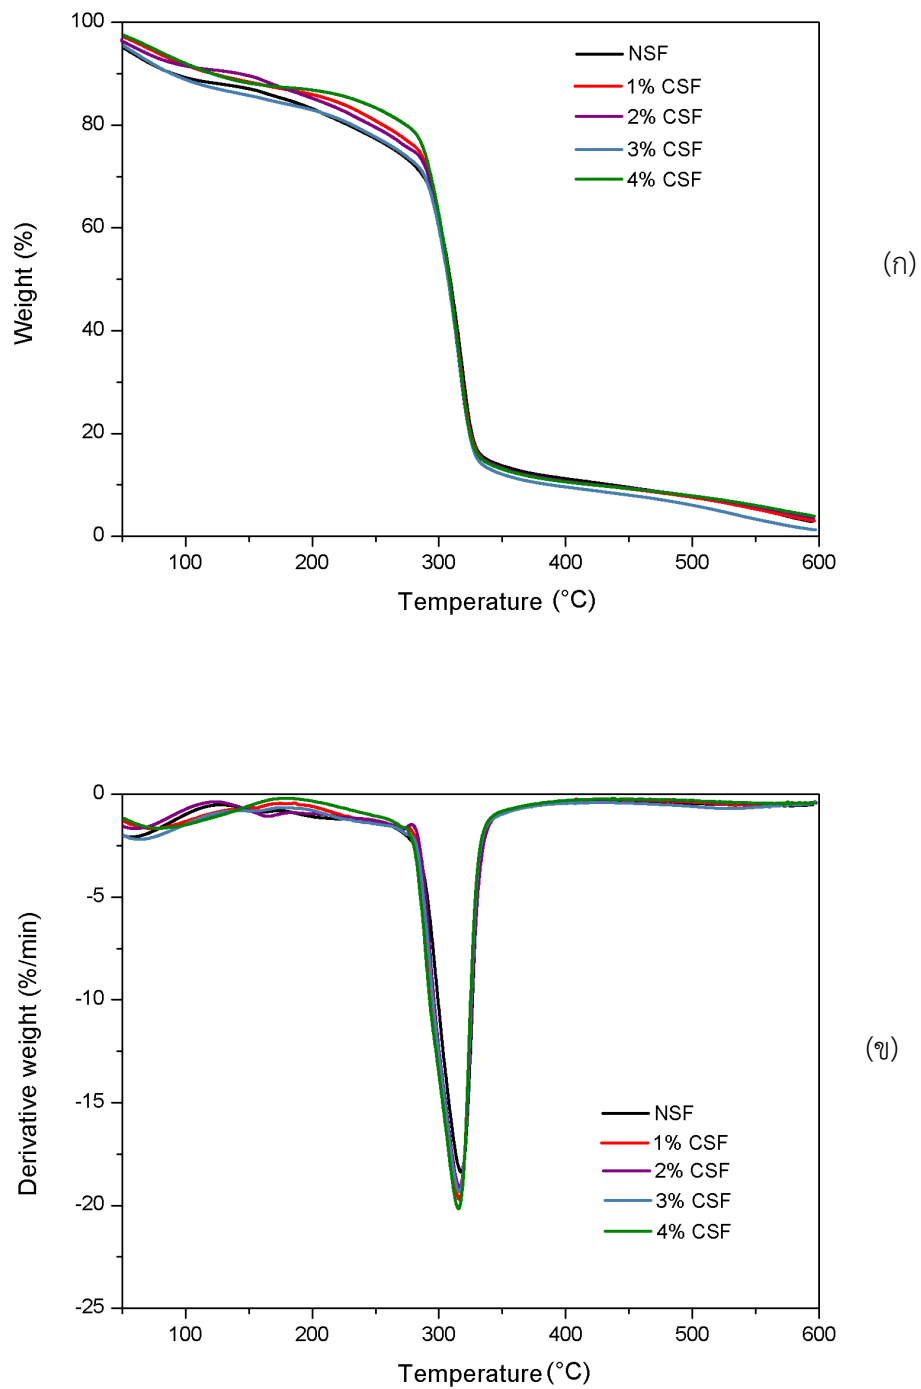 100
80
60
40
20
0
Weight (%)
NSF
1% CSF
2% CSF
3% CSF
4% CSF
(ก)
100
200
300
400
500
600
Temperature (°C)
0
-5
-10
-15
-20
-25
Derivative weight (%/min)
(ข)
NSF
1% CSF
2% CSF
3% CSF
4% CSF
100
200
300
400
500
600
Temperature (°C)